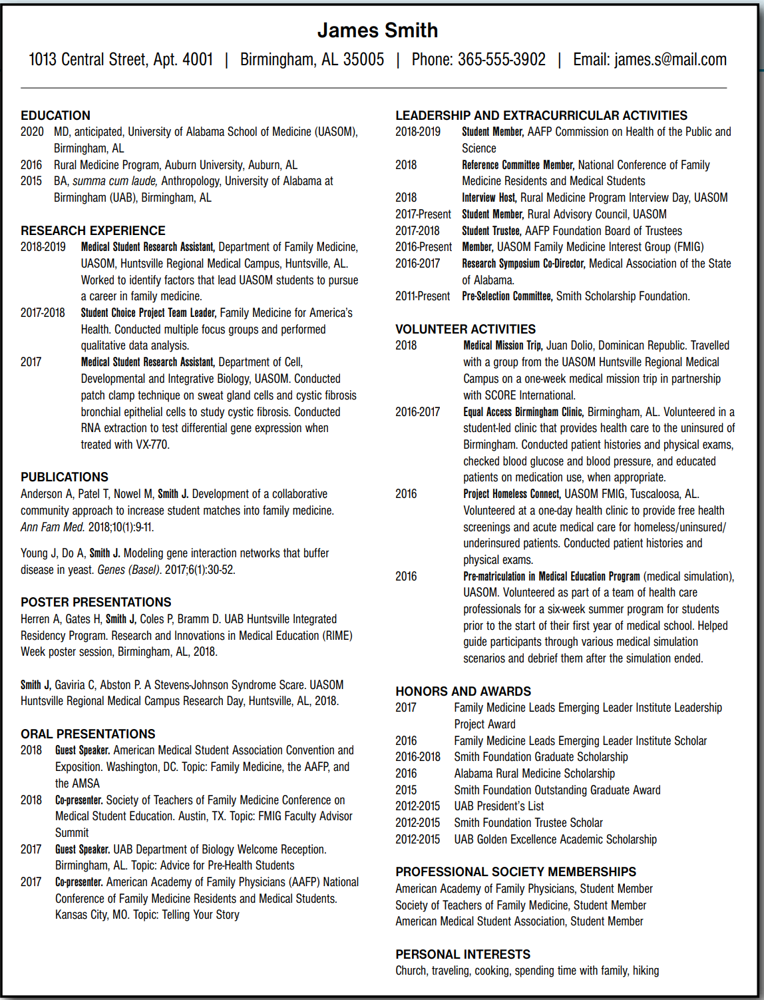 James Smith
1013 Central Street, Apt. 4001 | Birmingham, AL 35005 | Phone: 365-555-3902 | Email: james.s@mail.com
EDUCATION
2020 MD, anticipated, University of Alabama School of Medicine (UASOM),
Birmingham, AL
2016 Rural Medicine Program, Auburn University, Auburn, AL
2015 BA, summa cum laude, Anthropology, University of Alabama at
Birmingham (UAB), Birmingham, AL
RESEARCH EXPERIENCE
2018-2019 Medical Student Research Assistant, Department of Family Medicine,
UASOM, Huntsville Regional Medical Campus, Huntsville, AL.
Worked to identify factors that lead UASOM students to pursue
a career in family medicine.
2017-2018 Student Choice Project Team Leader, Family Medicine for America’s
Health. Conducted multiple focus groups and performed
qualitative data analysis.
2017 Medical Student Research Assistant, Department of Cell,
Developmental and Integrative Biology, UASOM. Conducted
patch clamp technique on sweat gland cells and cystic fibrosis
bronchial epithelial cells to study cystic fibrosis. Conducted
RNA extraction to test differential gene expression when
treated with VX-770.
PUBLICATIONS
Anderson A, Patel T, Nowel M, Smith J. Development of a collaborative
community approach to increase student matches into family medicine.
Ann Fam Med. 2018;10(1):9-11.
Young J, Do A, Smith J. Modeling gene interaction networks that buffer
disease in yeast. Genes (Basel). 2017;6(1):30-52.
POSTER PRESENTATIONS
Herren A, Gates H, Smith J, Coles P, Bramm D. UAB Huntsville Integrated
Residency Program. Research and Innovations in Medical Education (RIME)
Week poster session, Birmingham, AL, 2018.
Smith J, Gaviria C, Abston P. A Stevens-Johnson Syndrome Scare. UASOM
Huntsville Regional Medical Campus Research Day, Huntsville, AL, 2018.
ORAL PRESENTATIONS
2018 Guest Speaker. American Medical Student Association Convention and
Exposition. Washington, DC. Topic: Family Medicine, the AAFP, and
the AMSA
2018 Co-presenter. Society of Teachers of Family Medicine Conference on
Medical Student Education. Austin, TX. Topic: FMIG Faculty Advisor
Summit
2017 Guest Speaker. UAB Department of Biology Welcome Reception.
Birmingham, AL. Topic: Advice for Pre-Health Students
2017 Co-presenter. American Academy of Family Physicians (AAFP) National
Conference of Family Medicine Residents and Medical Students.
Kansas City, MO. Topic: Telling Your Story
LEADERSHIP AND EXTRACURRICULAR ACTIVITIES
2018-2019 Student Member, AAFP Commission on Health of the Public and
Science
2018 Reference Committee Member, National Conference of Family
Medicine Residents and Medical Students
2018 Interview Host, Rural Medicine Program Interview Day, UASOM
2017-Present Student Member, Rural Advisory Council, UASOM
2017-2018 Student Trustee, AAFP Foundation Board of Trustees
2016-Present Member, UASOM Family Medicine Interest Group (FMIG)
2016-2017 Research Symposium Co-Director, Medical Association of the State
of Alabama.
2011-Present Pre-Selection Committee, Smith Scholarship Foundation.
VOLUNTEER ACTIVITIES
2018 Medical Mission Trip, Juan Dolio, Dominican Republic. Travelled
with a group from the UASOM Huntsville Regional Medical
Campus on a one-week medical mission trip in partnership
with SCORE International.
2016-2017 Equal Access Birmingham Clinic, Birmingham, AL. Volunteered in a
student-led clinic that provides health care to the uninsured of
Birmingham. Conducted patient histories and physical exams,
checked blood glucose and blood pressure, and educated
patients on medication use, when appropriate.
2016 Project Homeless Connect, UASOM FMIG, Tuscaloosa, AL.
Volunteered at a one-day health clinic to provide free health
screenings and acute medical care for homeless/uninsured/
underinsured patients. Conducted patient histories and
physical exams.
2016 Pre-matriculation in Medical Education Program (medical simulation),
UASOM. Volunteered as part of a team of health care
professionals for a six-week summer program for students
prior to the start of their first year of medical school. Helped
guide participants through various medical simulation
scenarios and debrief them after the simulation ended.
HONORS AND AWARDS
2017 Family Medicine Leads Emerging Leader Institute Leadership
Project Award
2016 Family Medicine Leads Emerging Leader Institute Scholar
2016-2018 Smith Foundation Graduate Scholarship
2016 Alabama Rural Medicine Scholarship
2015 Smith Foundation Outstanding Graduate Award
2012-2015 UAB President’s List
2012-2015 Smith Foundation Trustee Scholar
2012-2015 UAB Golden Excellence Academic Scholarship
PROFESSIONAL SOCIETY MEMBERSHIPS
American Academy of Family Physicians, Student Member
Society of Teachers of Family Medicine, Student Member
American Medical Student Association, Student Member
PERSONAL INTERESTS
Church, traveling, cooking, spending time with family, hiking